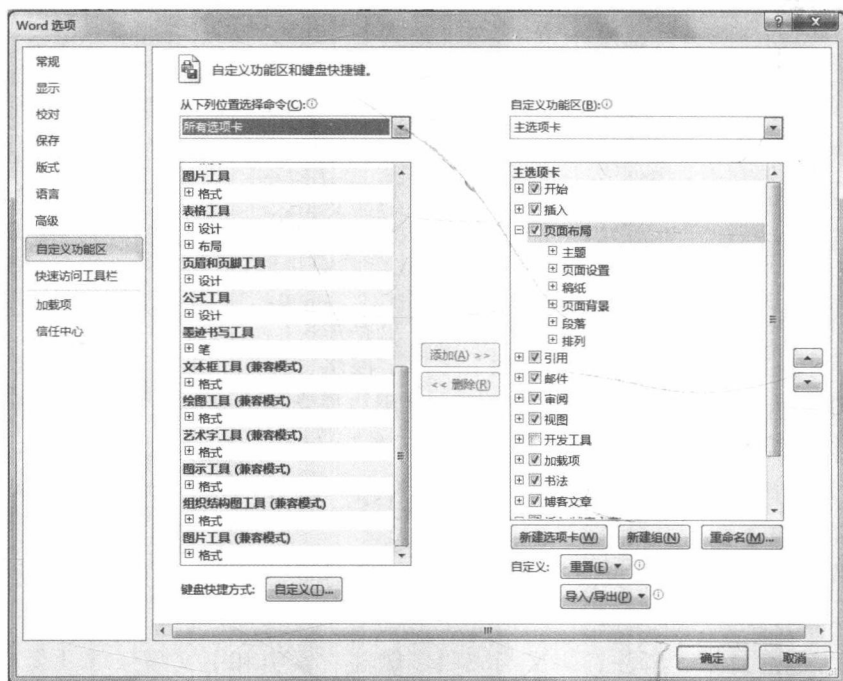 Word 选项
常规
显示
校对
保存
版式
语言
高级
自定义功能区
快速访问工具栏
加载项
信任中心
自定义功能区和键盘快捷键。
从下列位置选择命令(C):
所有选项卡
图片工具
格式
表格工具
设计
布局
页眉和页脚工具
设计
公式工具
设计
墨迹书写工具
笔
文本框工具 (兼容模式)
格式
绘图工具 (兼容模式)
格式
艺术字工具 (兼容模式)
格式
图示工具 (兼容模式)
格式
组织结构图工具 (兼容模式)
格式
图片工具 (兼容模式)
格式
键盘快捷方式: 自定义(T)...
添加(A) >>
<< 删除(R)
自定义功能区(B):
主选项卡
主选项卡
开始
插入
页面布局
主题
页面设置
稿纸
页面背景
段落
排列
引用
邮件
审阅
视图
开发工具
加载项
书法
博客文章
新建选项卡(W) 新建组(N) 重命名(M)...
自定义: 重置(E)
导入/导出(P)
确定 取消